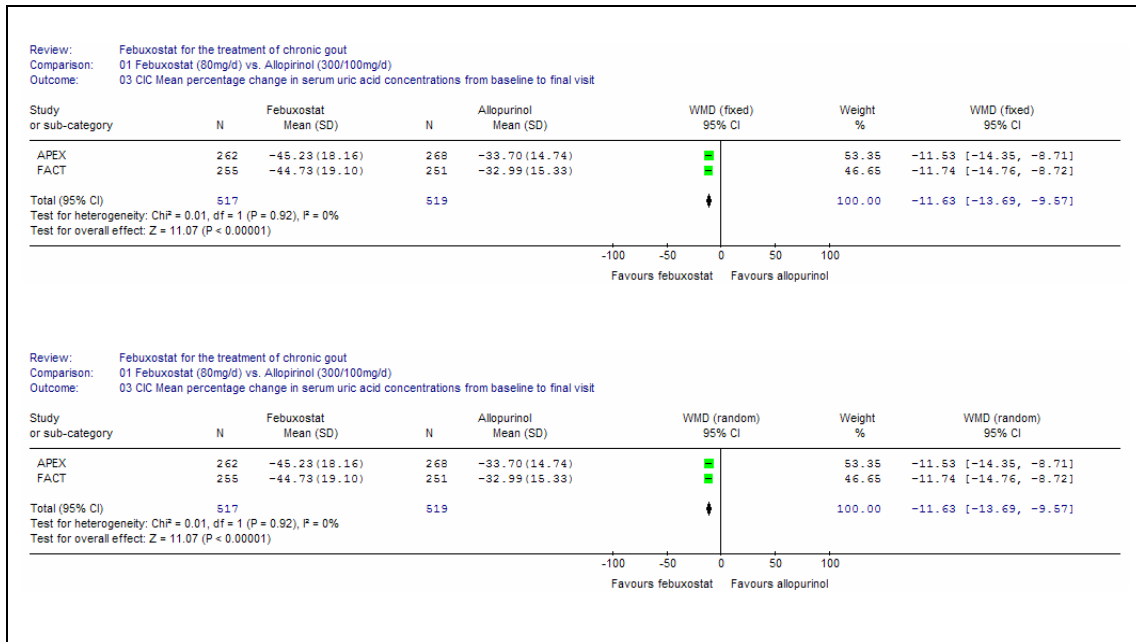 Review: Febuxostat for the treatment of chronic gout
Comparison: 01 Febuxostat (80mg/d) vs. Allopirinol (300/100mg/d)
Outcome: 03 CIC Mean percentage change in serum uric acid concentrations from baseline to final visit
Study Febuxostat Allopurinol WMD (fixed) Weight WMD (fixed)
or sub-category N Mean (SD) N Mean (SD) 95% CI % 95% CI
APEX 262 -45.23(18.16) 268 -33.70(14.74) 53.35 -11.53 [-14.35, -8.71]
FACT 255 -44.73(19.10) 251 -32.99(15.33) 46.65 -11.74 [-14.76, -8.72]
Total (95% CI) 517 519 100.00 -11.63 [-13.69, -9.57]
Test for heterogeneity: Chi² = 0.01, df = 1 (P = 0.92), I² = 0%
Test for overall effect: Z = 11.07 (P < 0.00001)
-100 -50 0 50 100
Favours febuxostat Favours allopurinol
Review: Febuxostat for the treatment of chronic gout
Comparison: 01 Febuxostat (80mg/d) vs. Allopirinol (300/100mg/d)
Outcome: 03 CIC Mean percentage change in serum uric acid concentrations from baseline to final visit
Study Febuxostat Allopurinol WMD (random) Weight WMD (random)
or sub-category N Mean (SD) N Mean (SD) 95% CI % 95% CI
APEX 262 -45.23(18.16) 268 -33.70(14.74) 53.35 -11.53 [-14.35, -8.71]
FACT 255 -44.73(19.10) 251 -32.99(15.33) 46.65 -11.74 [-14.76, -8.72]
Total (95% CI) 517 519 100.00 -11.63 [-13.69, -9.57]
Test for heterogeneity: Chi² = 0.01, df = 1 (P = 0.92), I² = 0%
Test for overall effect: Z = 11.07 (P < 0.00001)
-100 -50 0 50 100
Favours febuxostat Favours allopurinol